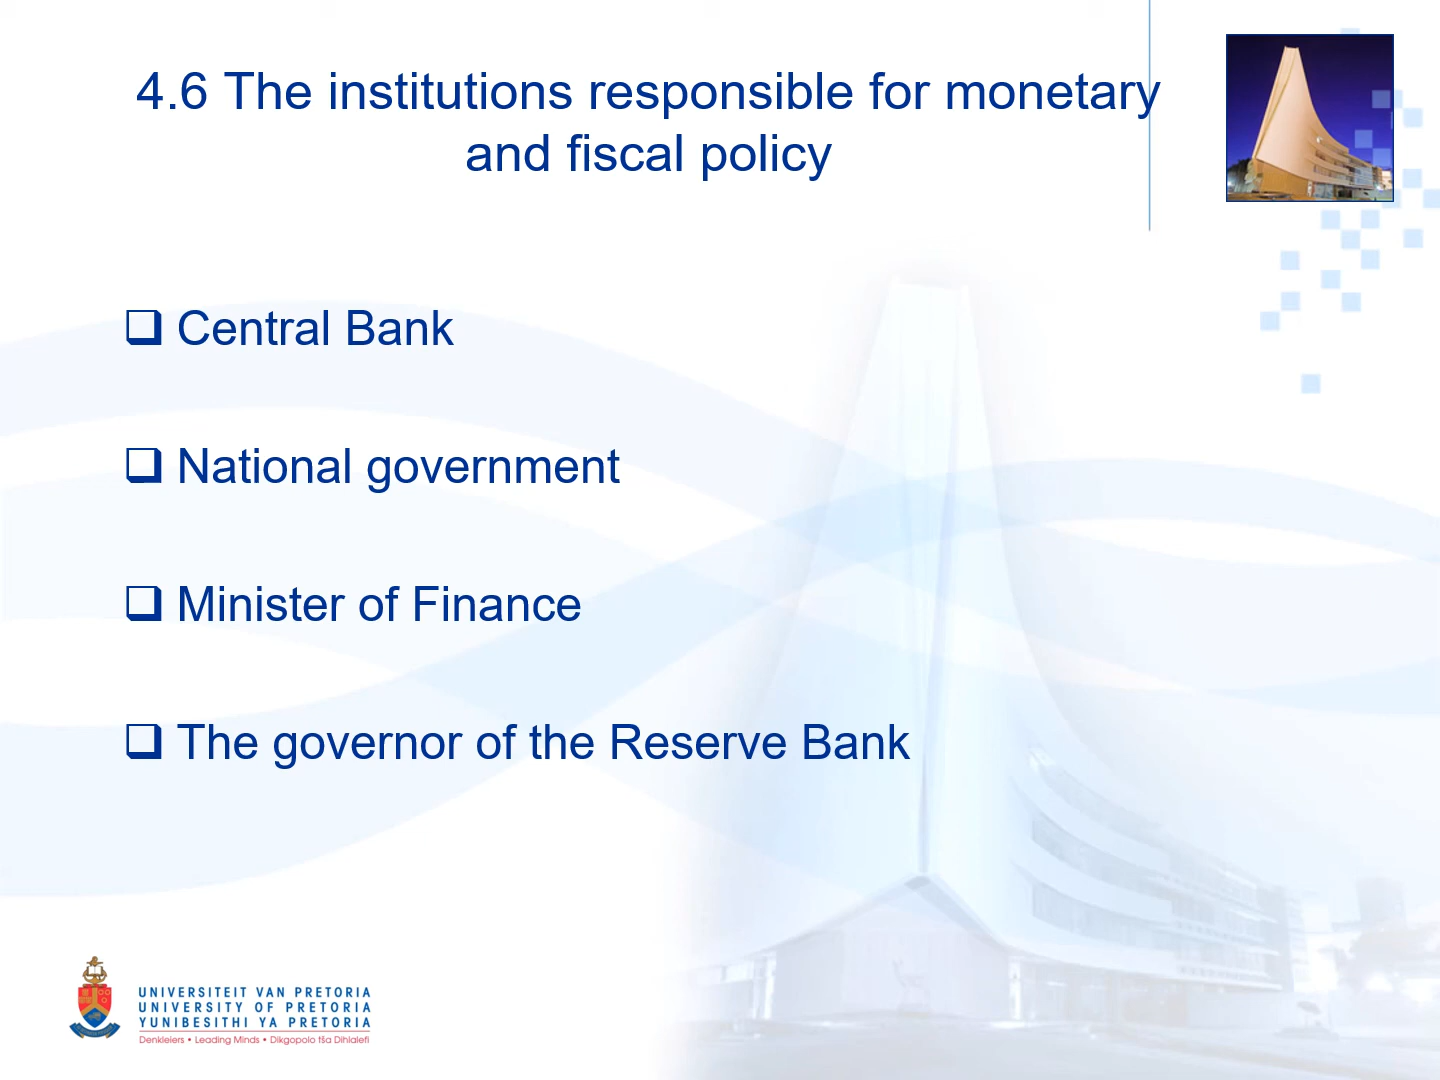 4.6 The institutions responsible for monetary
and fiscal policy
❑ Central Bank
❑ National government
❑ Minister of Finance
❑ The governor of the Reserve Bank
UNIVERSITEIT VAN PRETORIA
UNIVERSITY OF PRETORIA
YUNIBESITHI YA PRETORIA
Denkleiers • Leading Minds • Dikgopolo tša Dihlalefi